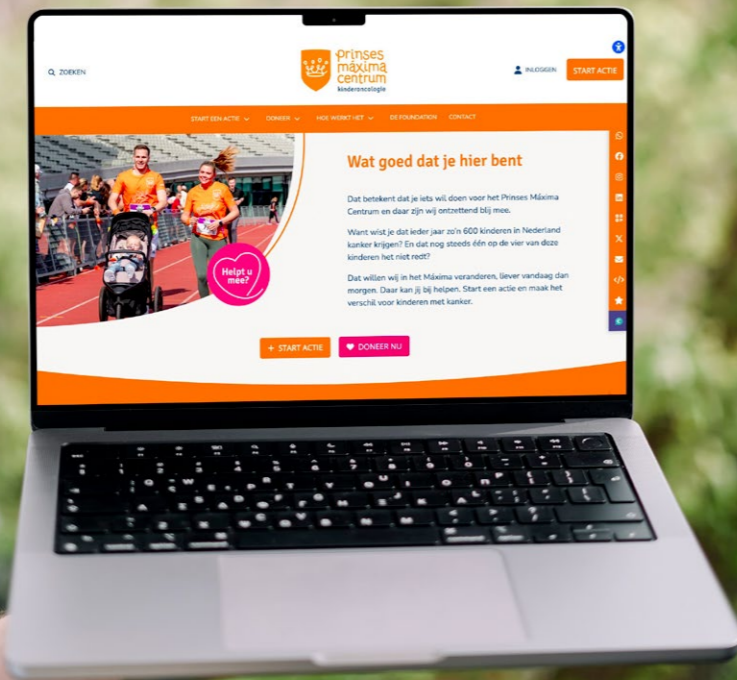 ZOEKEN
prinses
máxima
centrum
kinderoncologie
INLOGGEN
START ACTIE
START EEN ACTIE
DONEER
HOE WERKT HET
DE FOUNDATION
CONTACT
Helpt u
mee?
Wat goed dat je hier bent
Dat betekent dat je iets wil doen voor het Prinses Máxima
Centrum en daar zijn wij ontzettend blij mee.
Want wist je dat ieder jaar zo'n 600 kinderen in Nederland
kanker krijgen? En dat nog steeds één op de vier van deze
kinderen het niet redt?
Dat willen wij in het Máxima veranderen, liever vandaag dan
morgen. Daar kan jij bij helpen. Start een actie en maak het
verschil voor kinderen met kanker.
+ START ACTIE
DONEER NU